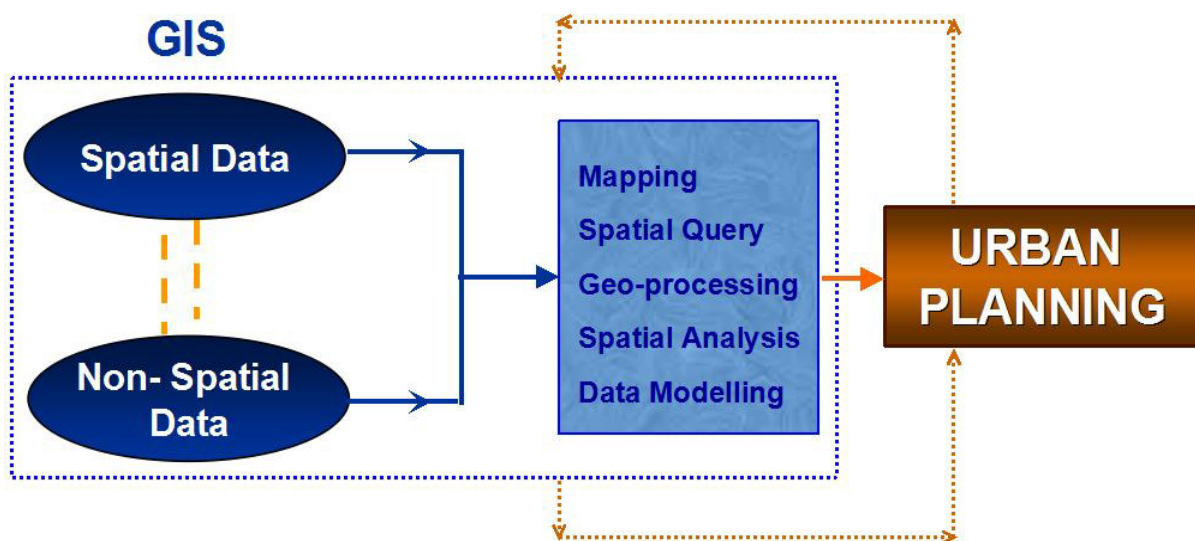 GIS
Spatial Data
Non- Spatial
Data
Mapping
Spatial Query
Geo-processing
Spatial Analysis
Data Modelling
URBAN
PLANNING